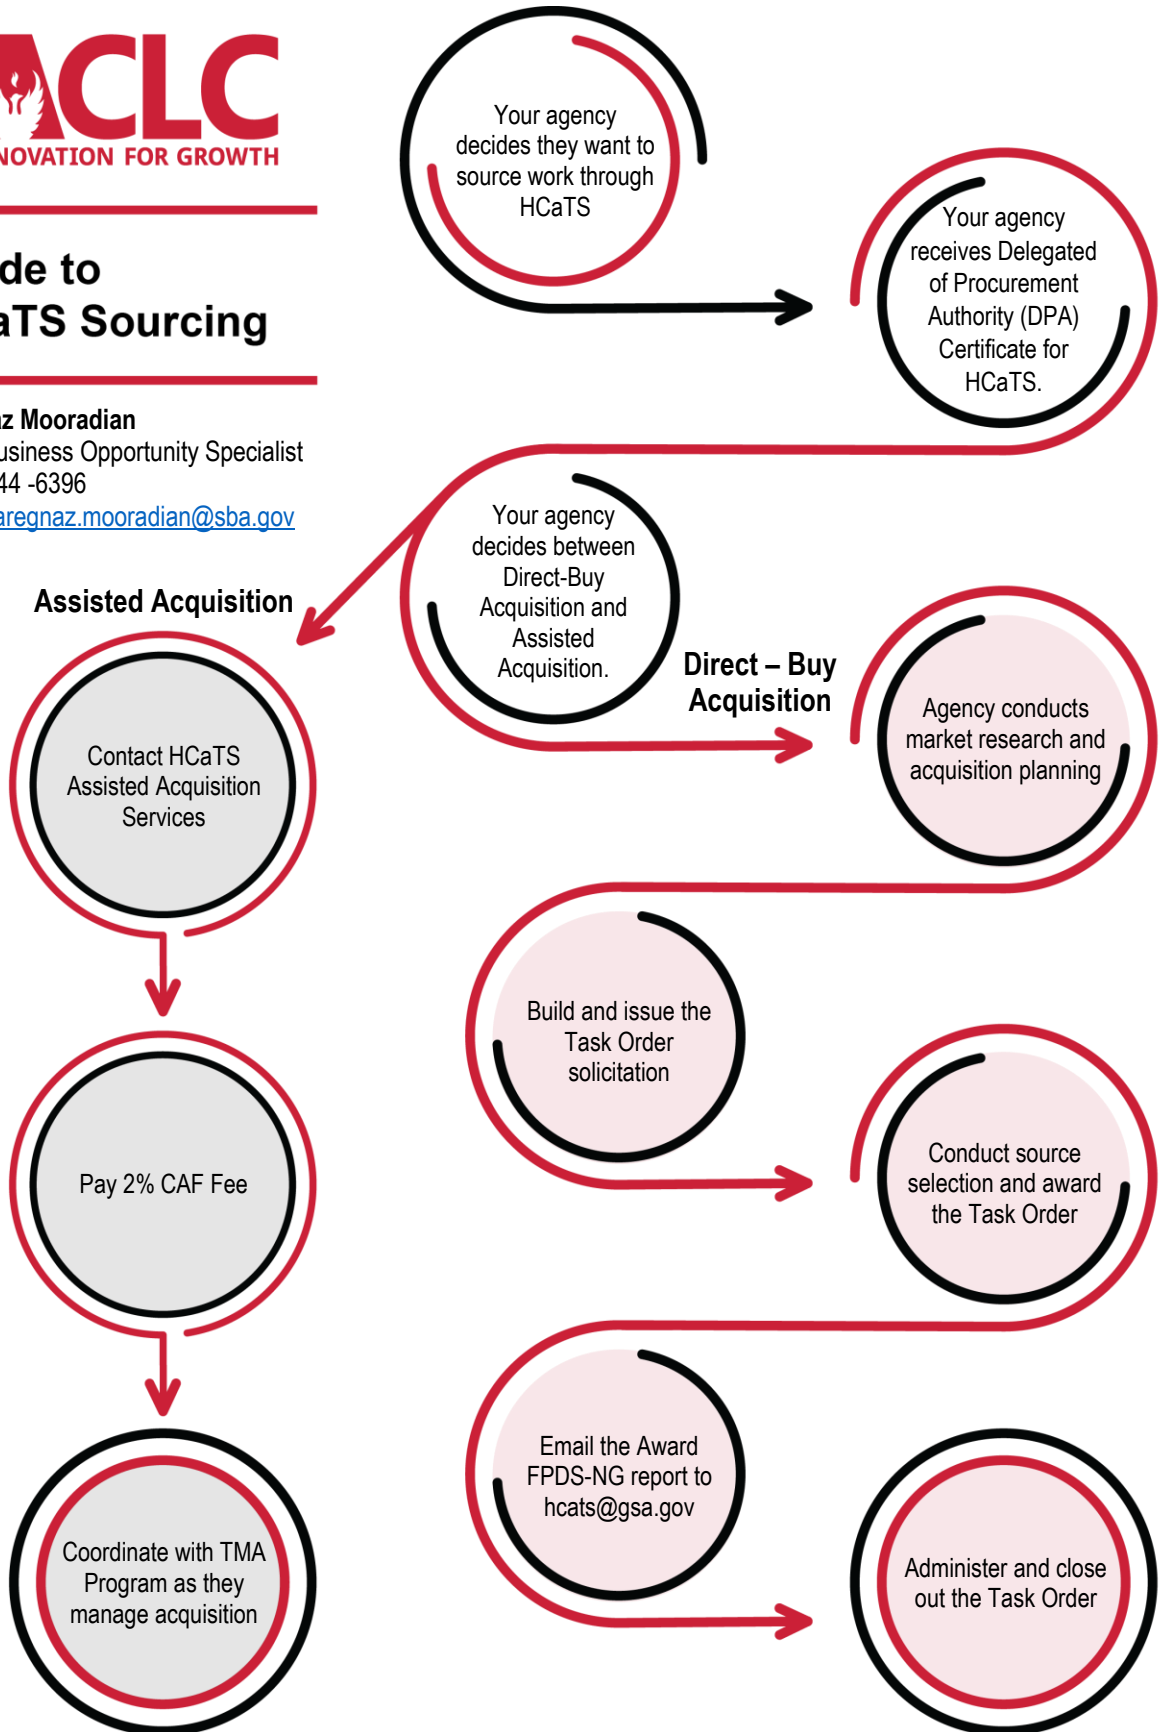 ACLC
NOVATION FOR GROWTH
de to
aTS Sourcing
az Mooradian
usiness Opportunity Specialist
44 -6396
aregnaz.mooradian@sba.gov
Your agency
decides they want to
source work through
HCaTS
Your agency
receives Delegated
of Procurement
Authority (DPA)
Certificate for
HCaTS.
Your agency
decides between
Direct-Buy
Acquisition and
Assisted
Acquisition.
Assisted Acquisition
Contact HCaTS
Assisted Acquisition
Services
Pay 2% CAF Fee
Coordinate with TMA
Program as they
manage acquisition
Direct – Buy
Acquisition
Agency conducts
market research and
acquisition planning
Build and issue the
Task Order
solicitation
Conduct source
selection and award
the Task Order
Email the Award
FPDS-NG report to
hcats@gsa.gov
Administer and close
out the Task Order